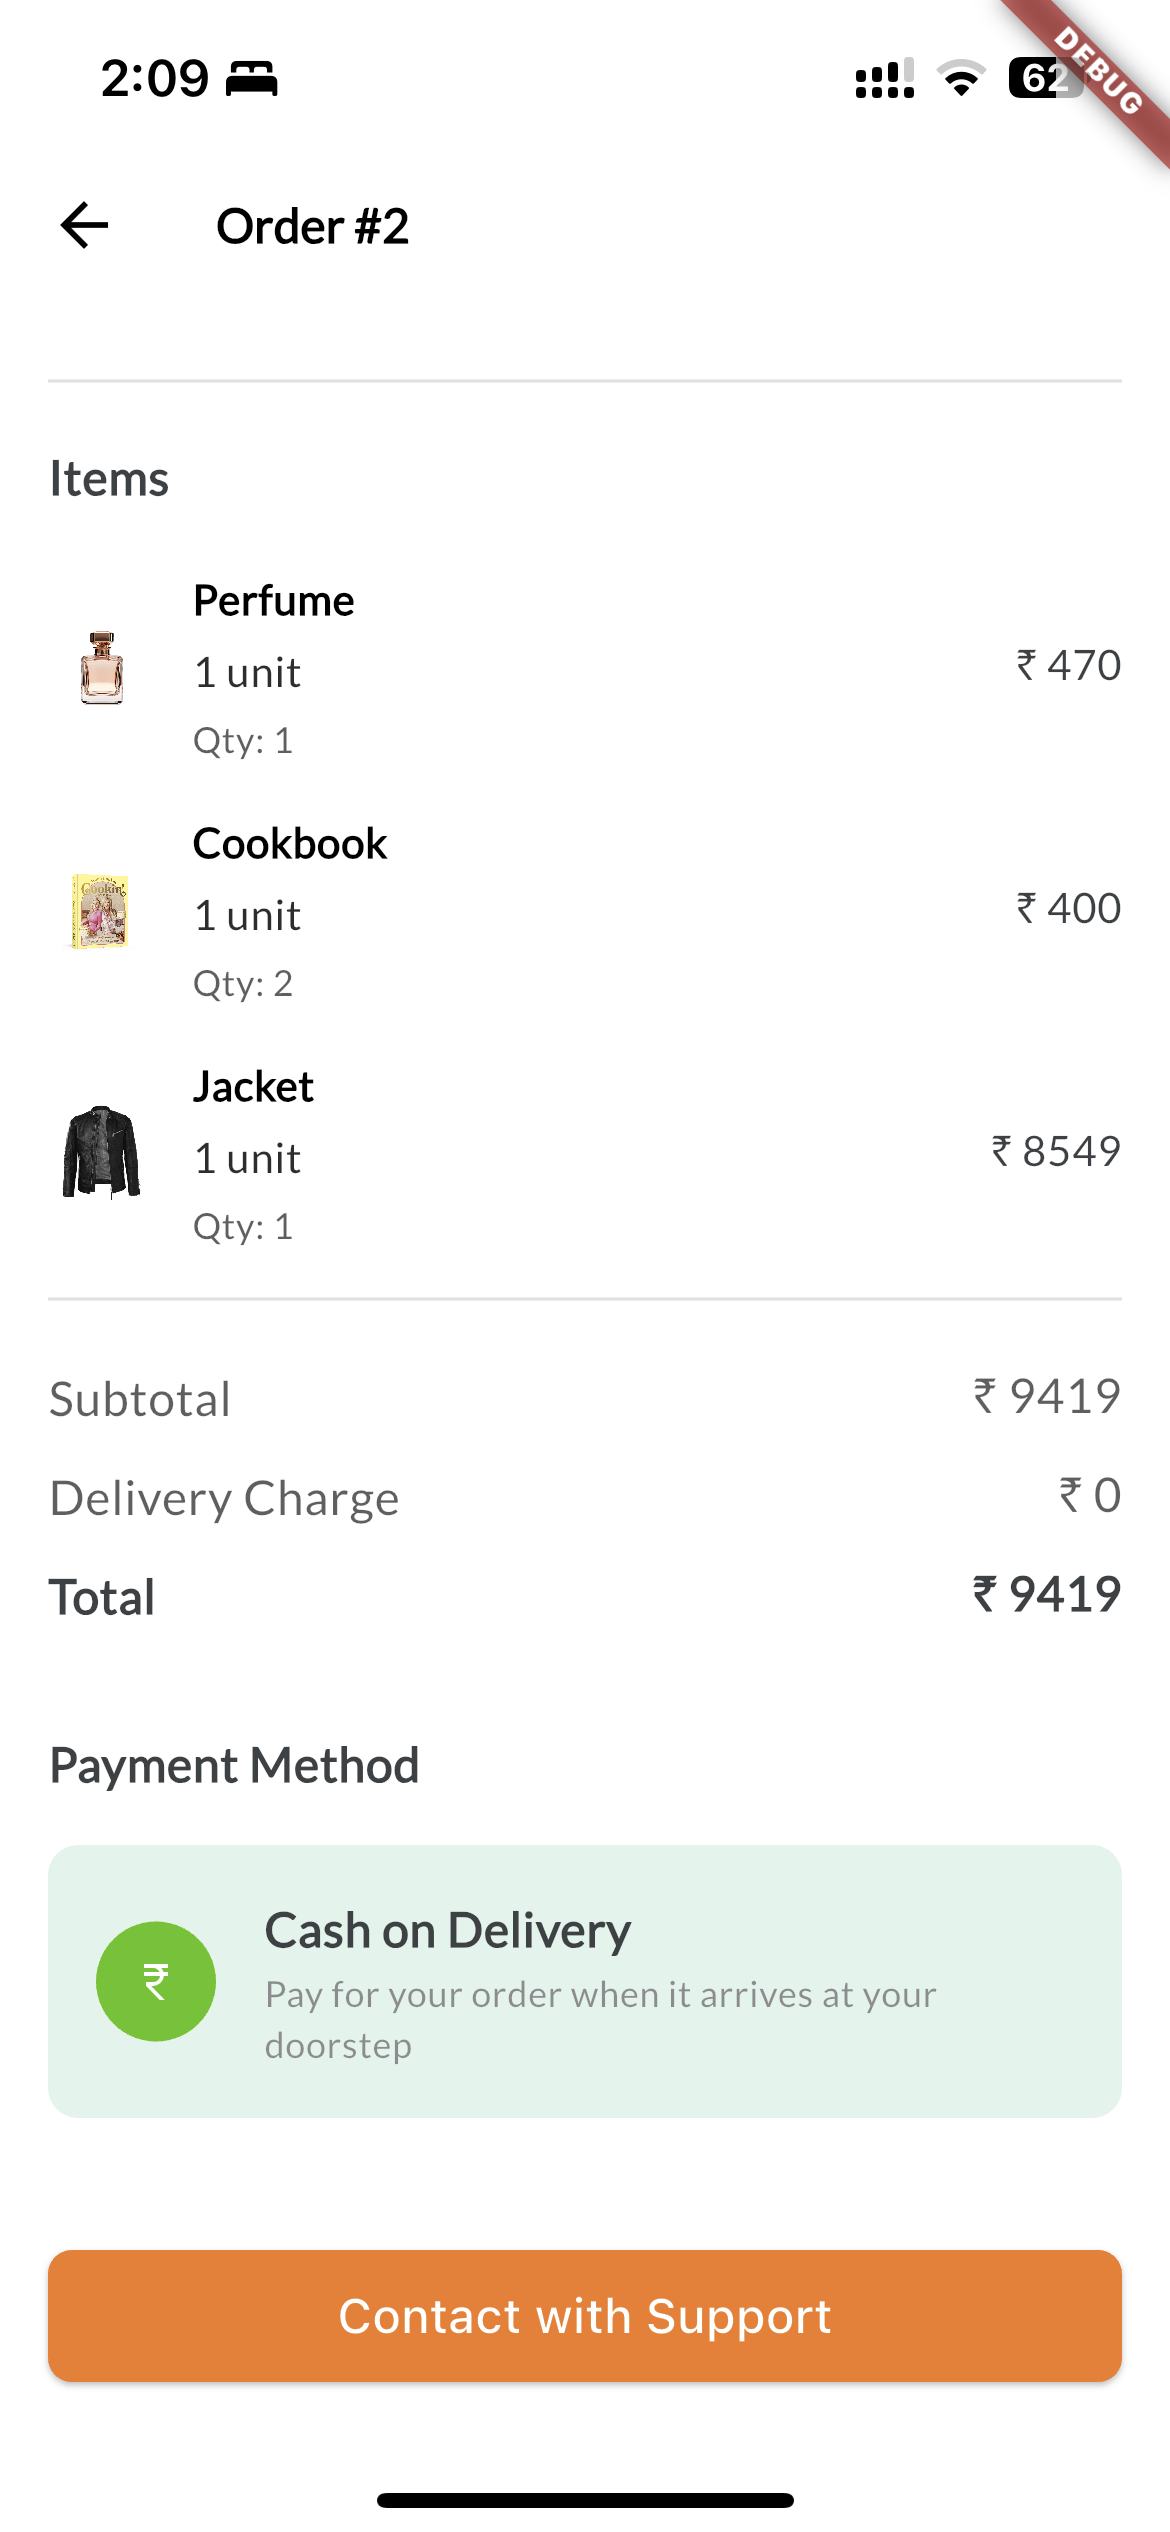 2:09
62
DEBUG
Order #2
Items
Perfume
1 unit
₹ 470
Qty: 1
Cookbook
1 unit
₹ 400
Qty: 2
Jacket
1 unit
₹ 8549
Qty: 1
Subtotal ₹ 9419
Delivery Charge ₹ 0
Total ₹ 9419
Payment Method
₹
Cash on Delivery
Pay for your order when it arrives at your
doorstep
Contact with Support
Cookin'